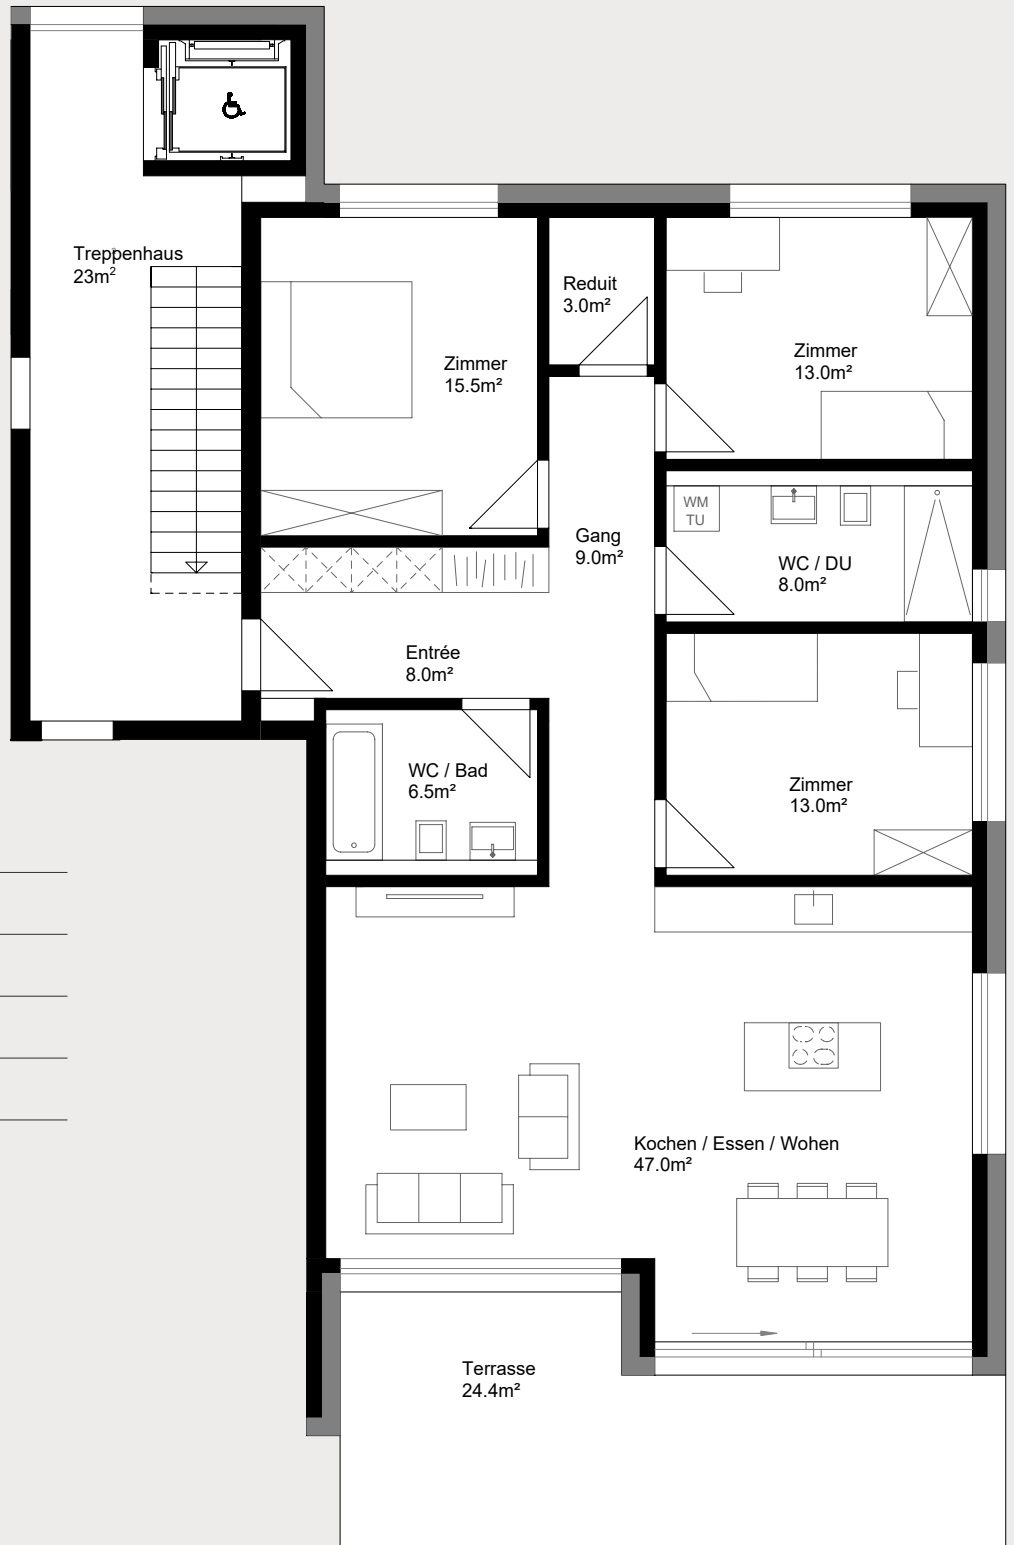 Treppenhaus
23m²
Reduit
3.0m²
Zimmer
15.5m²
Zimmer
13.0m²
WM
TU
Gang
9.0m²
WC / DU
8.0m²
Entrée
8.0m²
WC / Bad
6.5m²
Zimmer
13.0m²
Kochen / Essen / Wohen
47.0m²
Terrasse
24.4m²